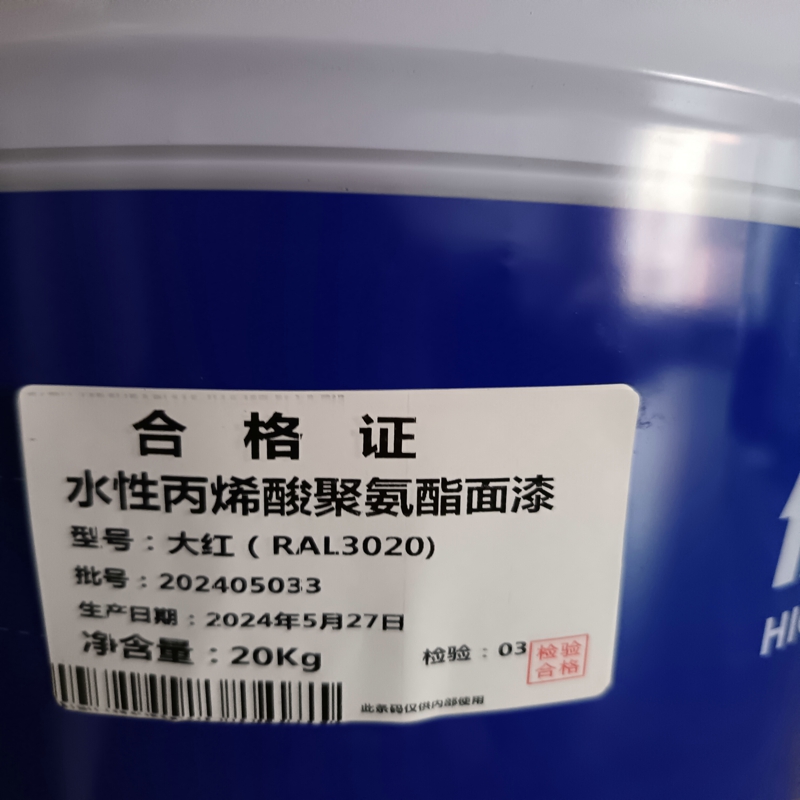 合格证
水性丙烯酸聚氨酯面漆
型号：大红（RAL3020)
批号：202405033
生产日期：2024年5月27日
净含量：20Kg
检验：03
检验
合格
此条码仅供内部使用